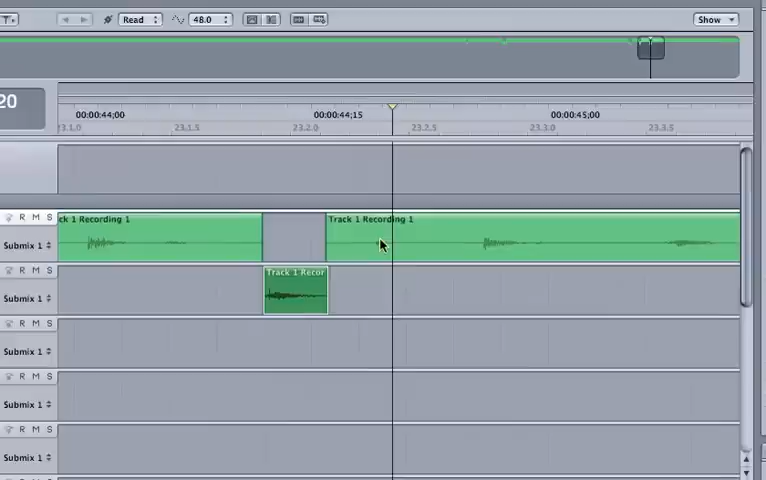 Read 48.0 Show
20
00:00:44;00 00:00:44;15 00:00:45;00
23.1.0 23.1.5 23.2.0 23.2.5 23.3.0 23.3.5
R M S ck 1 Recording 1 Track 1 Recording 1
Submix 1
R M S Track 1 Recor
Submix 1
R M S
Submix 1
R M S
Submix 1
R M S
Submix 1